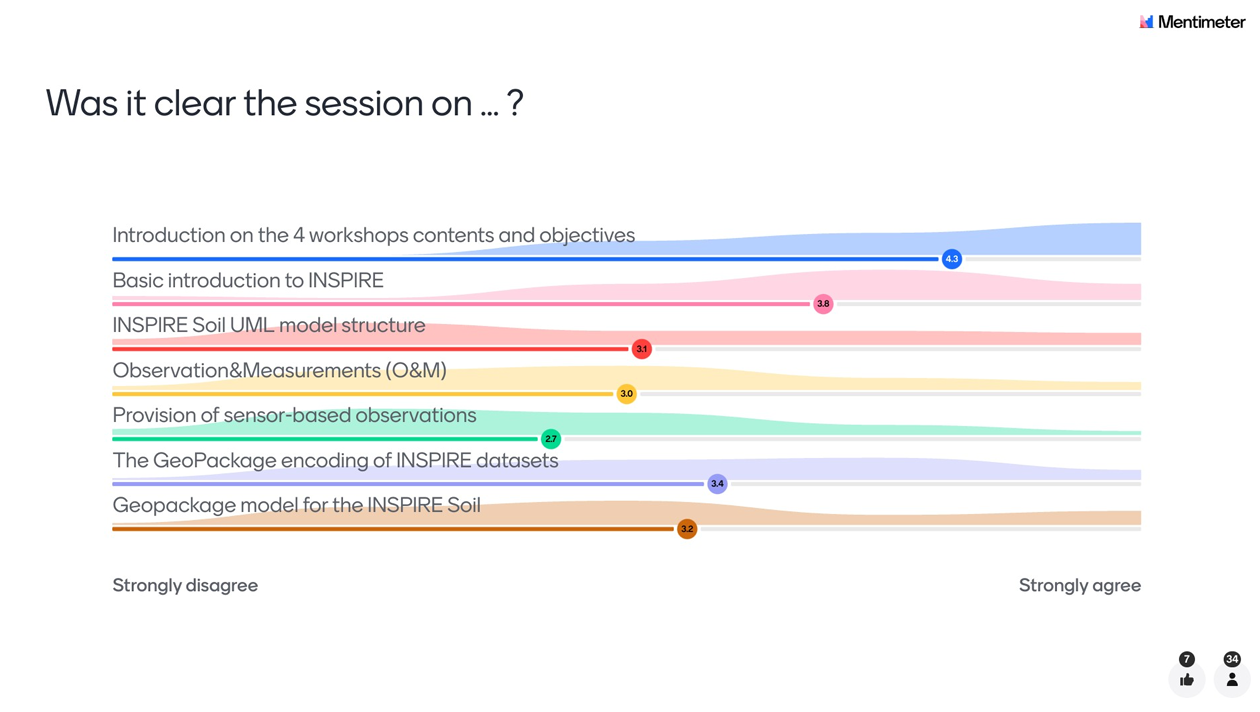 Mentimeter
Was it clear the session on ... ?
Introduction on the 4 workshops contents and objectives
4.3
Basic introduction to INSPIRE
3.8
INSPIRE Soil UML model structure
3.1
Observation&Measurements (O&M)
3.0
Provision of sensor-based observations
2.7
The GeoPackage encoding of INSPIRE datasets
3.4
Geopackage model for the INSPIRE Soil
3.2
Strongly disagree
Strongly agree
7
34